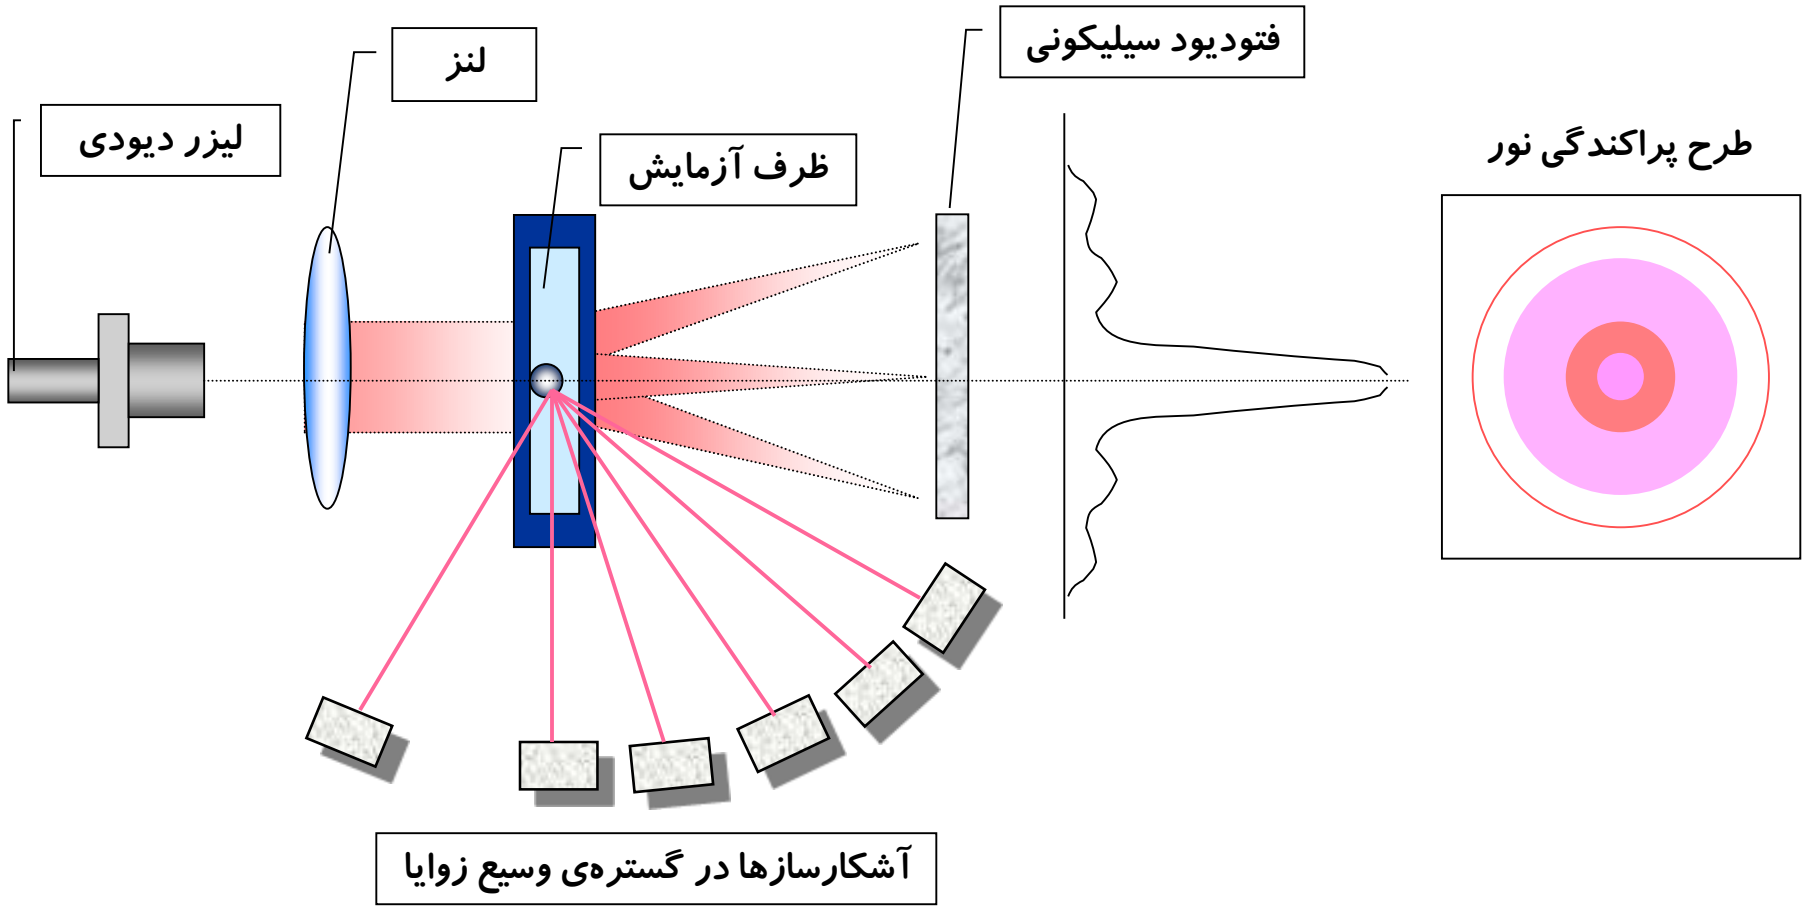 فتودیود سیلیکونی
لنز
لیزر دیودی
ظرف آزمایش
طرح پراکندگی نور
آشکارسازها در گستره‌ی وسیع زوایا